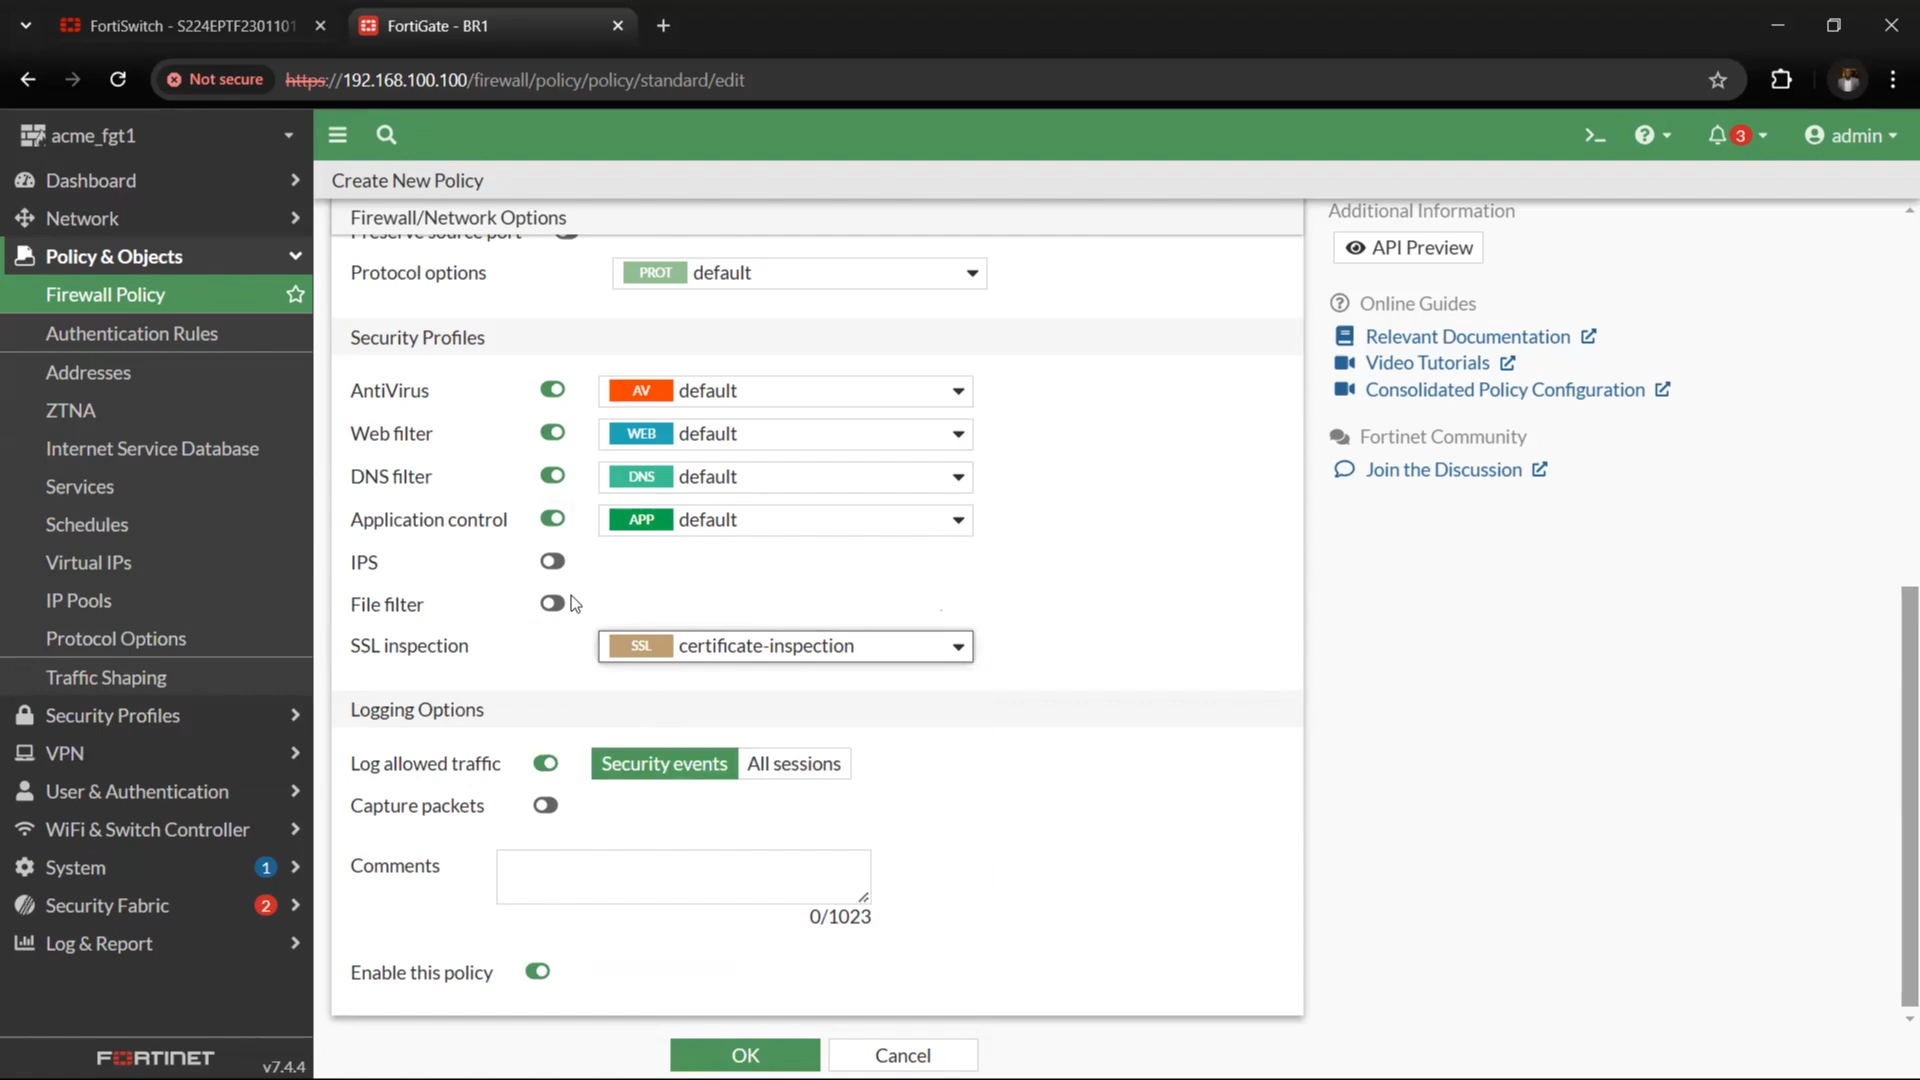 FortiSwitch - S224EPTF2301101
FortiGate - BR1
Not secure
https://192.168.100.100/firewall/policy/policy/standard/edit
acme_fgt1
3
admin
Dashboard
Network
Policy & Objects
Firewall Policy
Authentication Rules
Addresses
ZTNA
Internet Service Database
Services
Schedules
Virtual IPs
IP Pools
Protocol Options
Traffic Shaping
Security Profiles
VPN
User & Authentication
WiFi & Switch Controller
System 1
Security Fabric 2
Log & Report
FORTINET v7.4.4
Create New Policy
Firewall/Network Options
Preserve source port
Protocol options PROT default
Security Profiles
AntiVirus AV default
Web filter WEB default
DNS filter DNS default
Application control APP default
IPS
File filter
SSL inspection SSL certificate-inspection
Logging Options
Log allowed traffic Security events All sessions
Capture packets
Comments
0/1023
Enable this policy
OK Cancel
Additional Information
API Preview
Online Guides
Relevant Documentation
Video Tutorials
Consolidated Policy Configuration
Fortinet Community
Join the Discussion